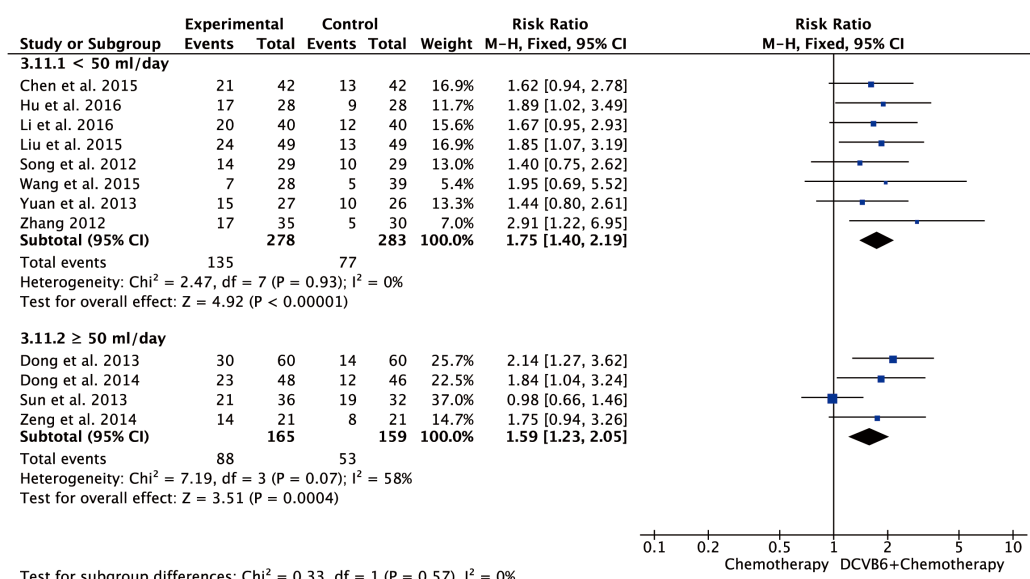 Experimental Control Risk Ratio Risk Ratio
Study or Subgroup Events Total Events Total Weight M-H, Fixed, 95% CI M-H, Fixed, 95% CI
3.11.1 < 50 ml/day
Chen et al. 2015 21 42 13 42 16.9% 1.62 [0.94, 2.78]
Hu et al. 2016 17 28 9 28 11.7% 1.89 [1.02, 3.49]
Li et al. 2016 20 40 12 40 15.6% 1.67 [0.95, 2.93]
Liu et al. 2015 24 49 13 49 16.9% 1.85 [1.07, 3.19]
Song et al. 2012 14 29 10 29 13.0% 1.40 [0.75, 2.62]
Wang et al. 2015 7 28 5 39 5.4% 1.95 [0.69, 5.52]
Yuan et al. 2013 15 27 10 26 13.3% 1.44 [0.80, 2.61]
Zhang 2012 17 35 5 30 7.0% 2.91 [1.22, 6.95]
Subtotal (95% CI) 278 283 100.0% 1.75 [1.40, 2.19]
Total events 135 77
Heterogeneity: Chi² = 2.47, df = 7 (P = 0.93); I² = 0%
Test for overall effect: Z = 4.92 (P < 0.00001)
3.11.2 ≥ 50 ml/day
Dong et al. 2013 30 60 14 60 25.7% 2.14 [1.27, 3.62]
Dong et al. 2014 23 48 12 46 22.5% 1.84 [1.04, 3.24]
Sun et al. 2013 21 36 19 32 37.0% 0.98 [0.66, 1.46]
Zeng et al. 2014 14 21 8 21 14.7% 1.75 [0.94, 3.26]
Subtotal (95% CI) 165 159 100.0% 1.59 [1.23, 2.05]
Total events 88 53
Heterogeneity: Chi² = 7.19, df = 3 (P = 0.07); I² = 58%
Test for overall effect: Z = 3.51 (P = 0.0004)
0.1 0.2 0.5 1 2 5 10
Chemotherapy DCVB6+Chemotherapy
Test for subgroup differences: Chi² = 0.33, df = 1 (P = 0.57), I² = 0%